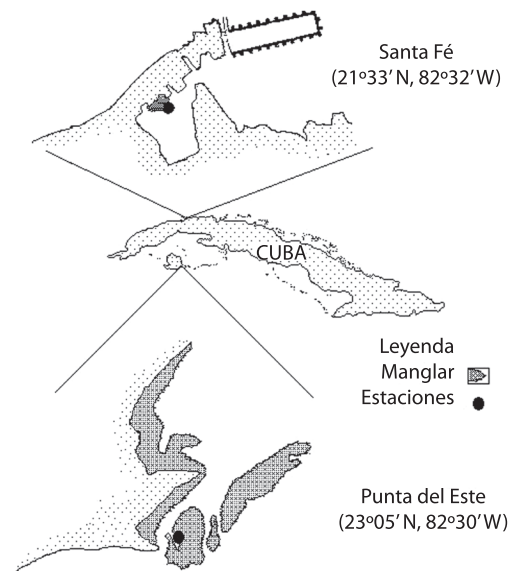 Santa Fé
(21º33’ N, 82º32’ W)
CUBA
Leyenda
Manglar
Estaciones
Punta del Este
(23º05’ N, 82º30’ W)